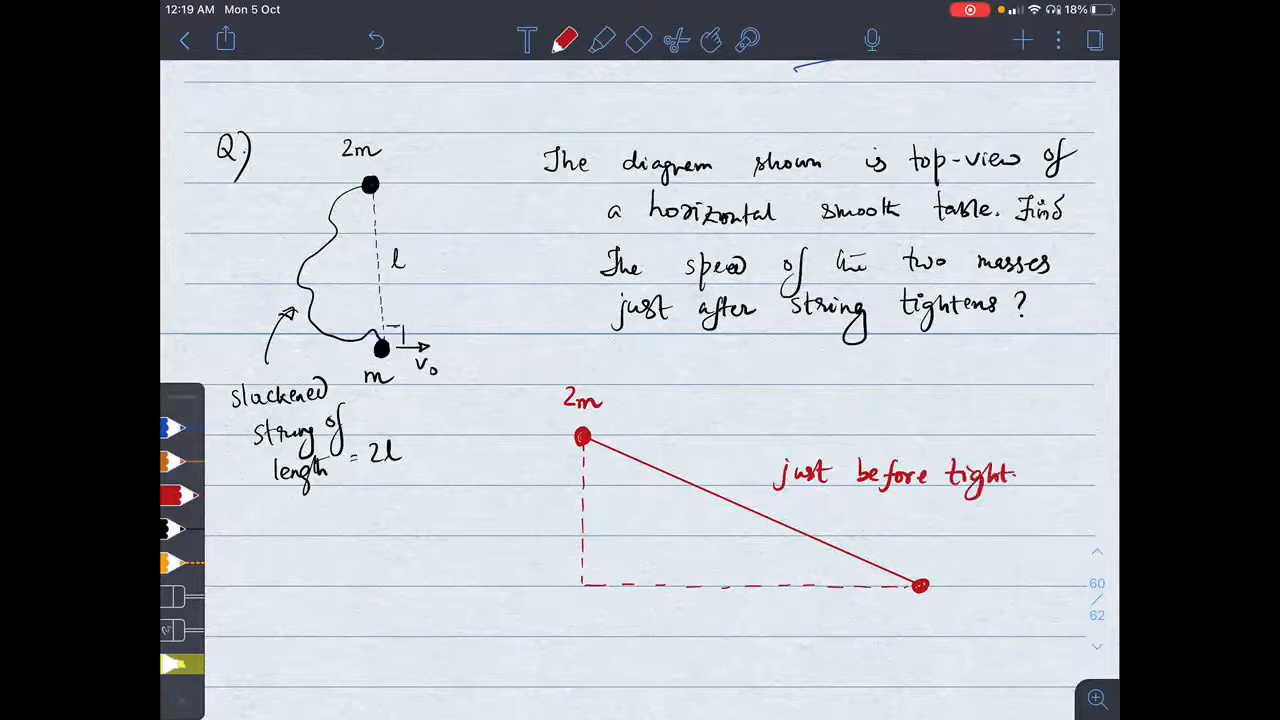 12:19 AM Mon 5 Oct
18%
T
Q)
2m
The diagram shown is top-view of
a horizontal smooth table. Find
The speed of the two masses
just after string tightens?
l
v₀
m
slackened
string of
length = 2l
2m
just before tight.
60
/
62